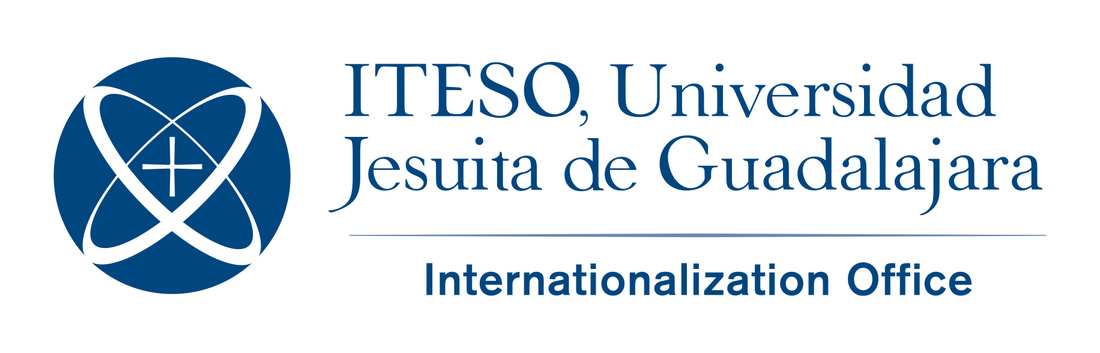 ITESO, Universidad
Jesuita de Guadalajara
Internationalization Office